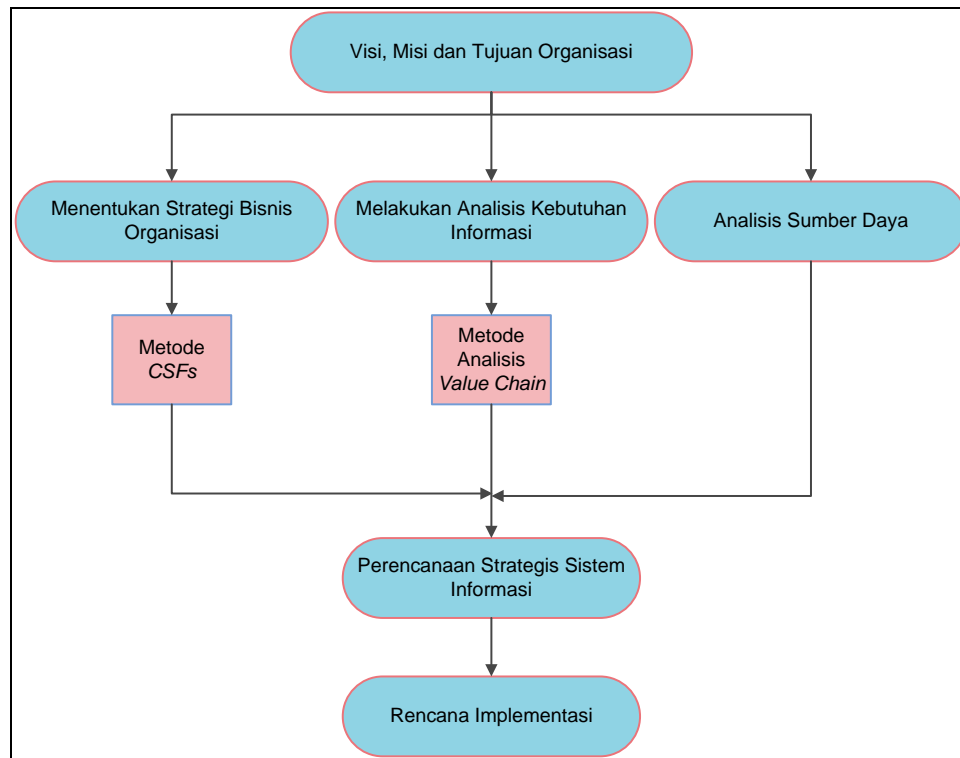 Visi, Misi dan Tujuan Organisasi
Menentukan Strategi Bisnis
Organisasi
Melakukan Analisis Kebutuhan
Informasi
Analisis Sumber Daya
Metode
CSFs
Metode
Analisis
Value Chain
Perencanaan Strategis Sistem
Informasi
Rencana Implementasi